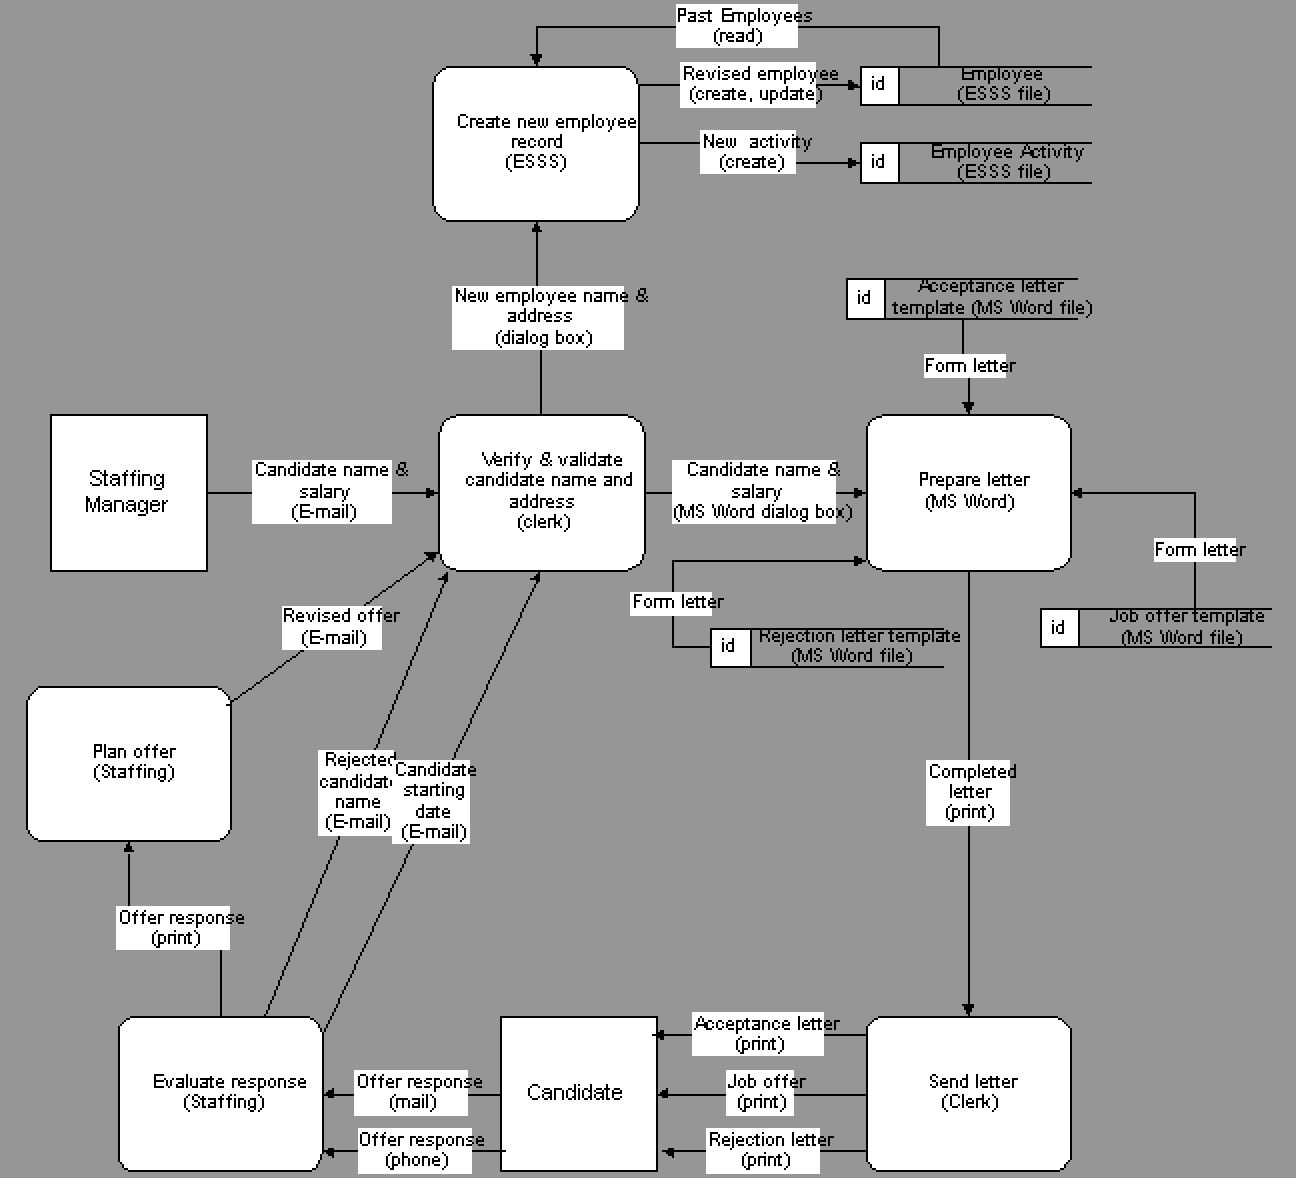 Past Employees
(read)
Revised employee
(create, update)
id
Employee
(ESSS file)
Create new employee
record
(ESSS)
New activity
(create)
id
Employee Activity
(ESSS file)
New employee name &
address
(dialog box)
id
Acceptance letter
template (MS Word file)
Form letter
Staffing
Manager
Candidate name &
salary
(E-mail)
Verify & validate
candidate name and
address
(clerk)
Candidate name &
salary
(MS Word dialog box)
Prepare letter
(MS Word)
Form letter
Form letter
id
Rejection letter template
(MS Word file)
id
Job offer template
(MS Word file)
Revised offer
(E-mail)
Plan offer
(Staffing)
Rejected
candidate
name
(E-mail)
Candidate
starting
date
(E-mail)
Completed
letter
(print)
Offer response
(print)
Evaluate response
(Staffing)
Offer response
(mail)
Offer response
(phone)
Candidate
Acceptance letter
(print)
Job offer
(print)
Rejection letter
(print)
Send letter
(Clerk)